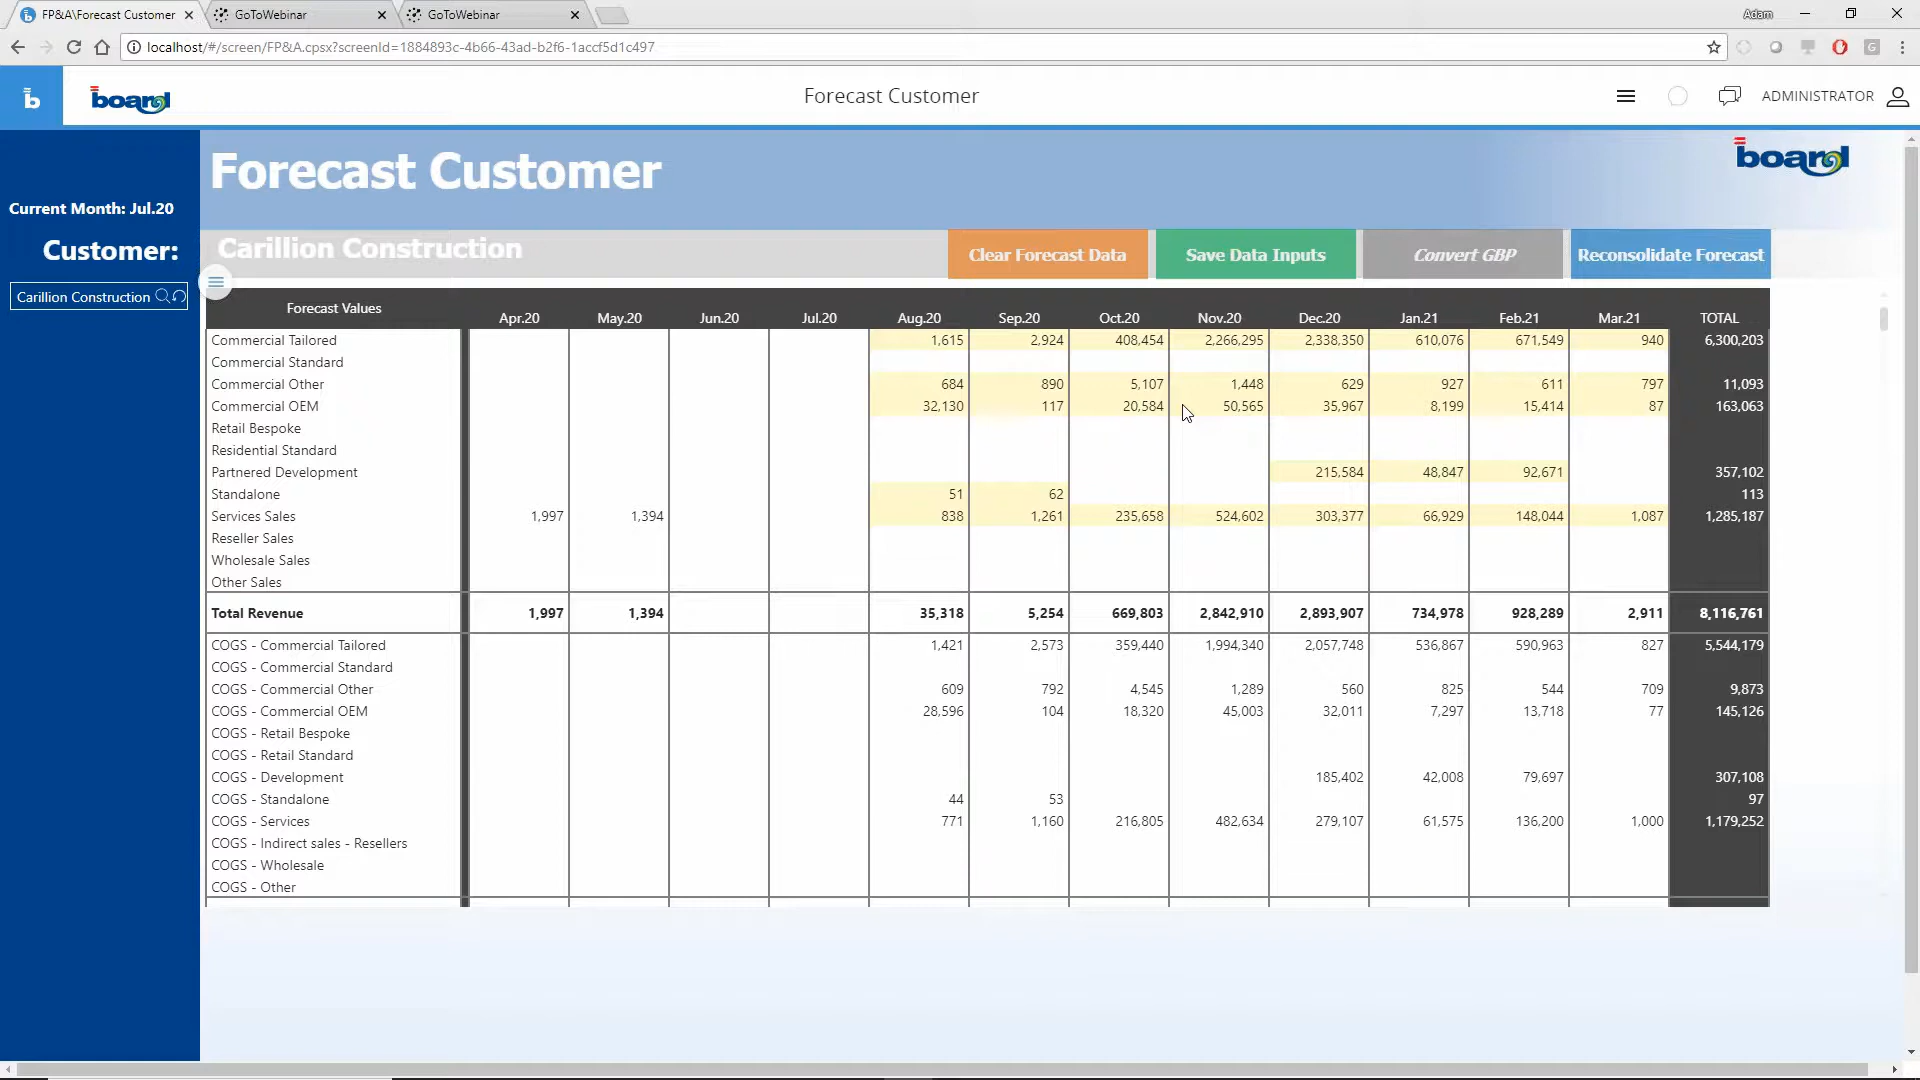 FP&A\Forecast Customer
GoToWebinar
GoToWebinar
Adam
localhost/#/screen/FP&A.cpsx?screenId=1884893c-4b66-43ad-b2f6-1accf5d1c497
b
board
Forecast Customer
ADMINISTRATOR
Forecast Customer
board
Current Month: Jul.20
Customer:
Carillion Construction
Carillion Construction
Clear Forecast Data
Save Data Inputs
Convert GBP
Reconsolidate Forecast
Forecast Values Apr.20 May.20 Jun.20 Jul.20 Aug.20 Sep.20 Oct.20 Nov.20 Dec.20 Jan.21 Feb.21 Mar.21 TOTAL
Commercial Tailored 1,615 2,924 408,454 2,266,295 2,338,350 610,076 671,549 940 6,300,203
Commercial Standard
Commercial Other 684 890 5,107 1,448 629 927 611 797 11,093
Commercial OEM 32,130 117 20,584 50,565 35,967 8,199 15,414 87 163,063
Retail Bespoke
Residential Standard
Partnered Development 215,584 48,847 92,671 357,102
Standalone 51 62 113
Services Sales 1,997 1,394 838 1,261 235,658 524,602 303,377 66,929 148,044 1,087 1,285,187
Reseller Sales
Wholesale Sales
Other Sales
Total Revenue 1,997 1,394 35,318 5,254 669,803 2,842,910 2,893,907 734,978 928,289 2,911 8,116,761
COGS - Commercial Tailored 1,421 2,573 359,440 1,994,340 2,057,748 536,867 590,963 827 5,544,179
COGS - Commercial Standard
COGS - Commercial Other 609 792 4,545 1,289 560 825 544 709 9,873
COGS - Commercial OEM 28,596 104 18,320 45,003 32,011 7,297 13,718 77 145,126
COGS - Retail Bespoke
COGS - Retail Standard
COGS - Development 185,402 42,008 79,697 307,108
COGS - Standalone 44 53 97
COGS - Services 771 1,160 216,805 482,634 279,107 61,575 136,200 1,000 1,179,252
COGS - Indirect sales - Resellers
COGS - Wholesale
COGS - Other